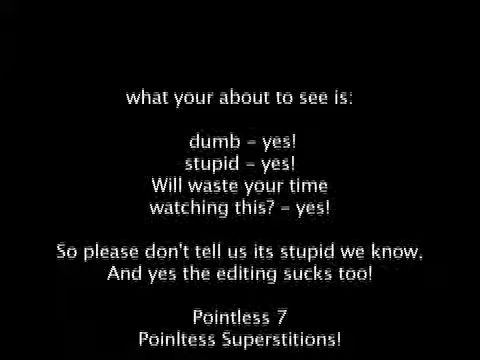 what your about to see is:
dumb - yes!
stupid - yes!
Will waste your time
watching this? - yes!
So please don't tell us its stupid we know.
And yes the editing sucks too!
Pointless 7
Poinltess Superstitions!